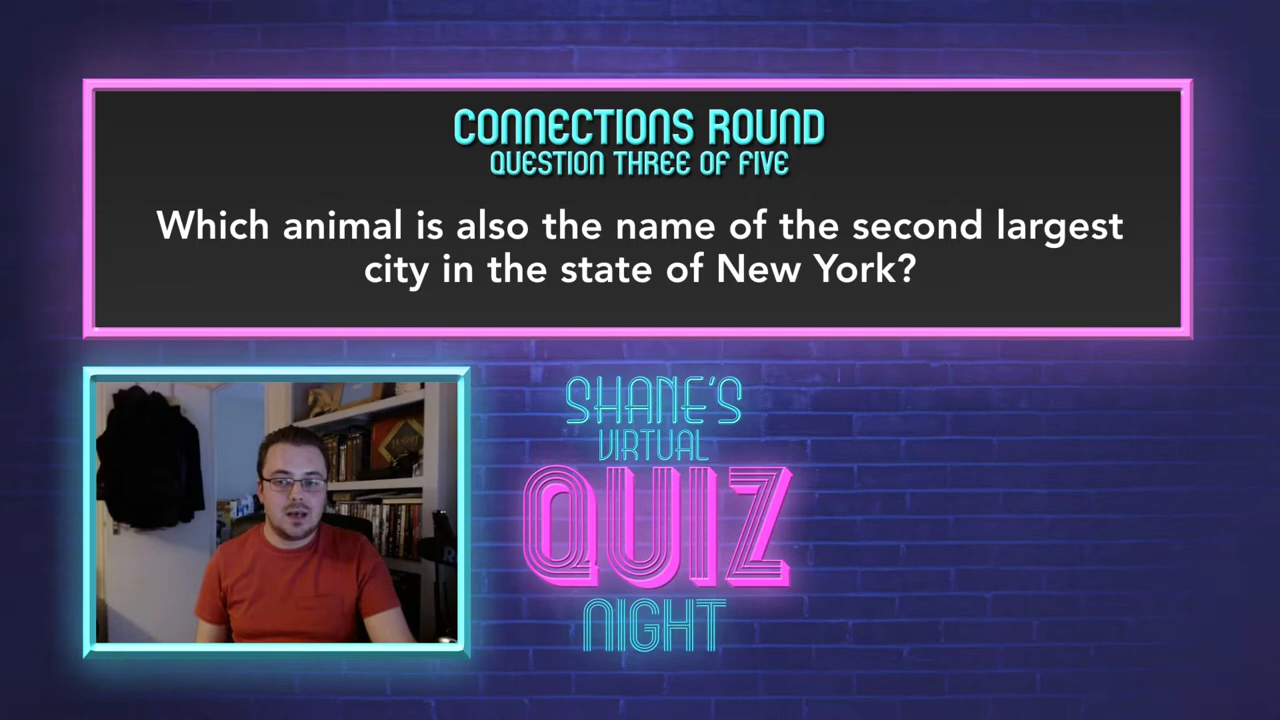 CONNECTIONS ROUND
QUESTION THREE OF FIVE
Which animal is also the name of the second largest
city in the state of New York?
SHANE'S
VIRTUAL
QUIZ
NIGHT